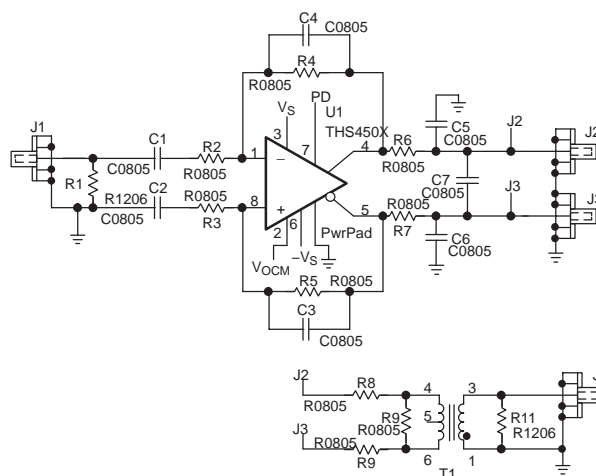 C4
C0805
R4
R0805
VS
PD
U1
J1
THS450X
C5
C0805
J2
J2
C1
R2
3
7
4
R6
1
–
C0805
R0805
R0805
C7
C0805
R1
R1206
C2
R0805
8
+
J3
J3
R0805
C0805
R3
5
2
6
PwrPad
R7
C6
C0805
VOCM
–VS
R5
R0805
C3
C0805
J2
R8
4
3
R0805
R9
R0805
5
R11
R1206
J3
R0805
R9
6
1
T1